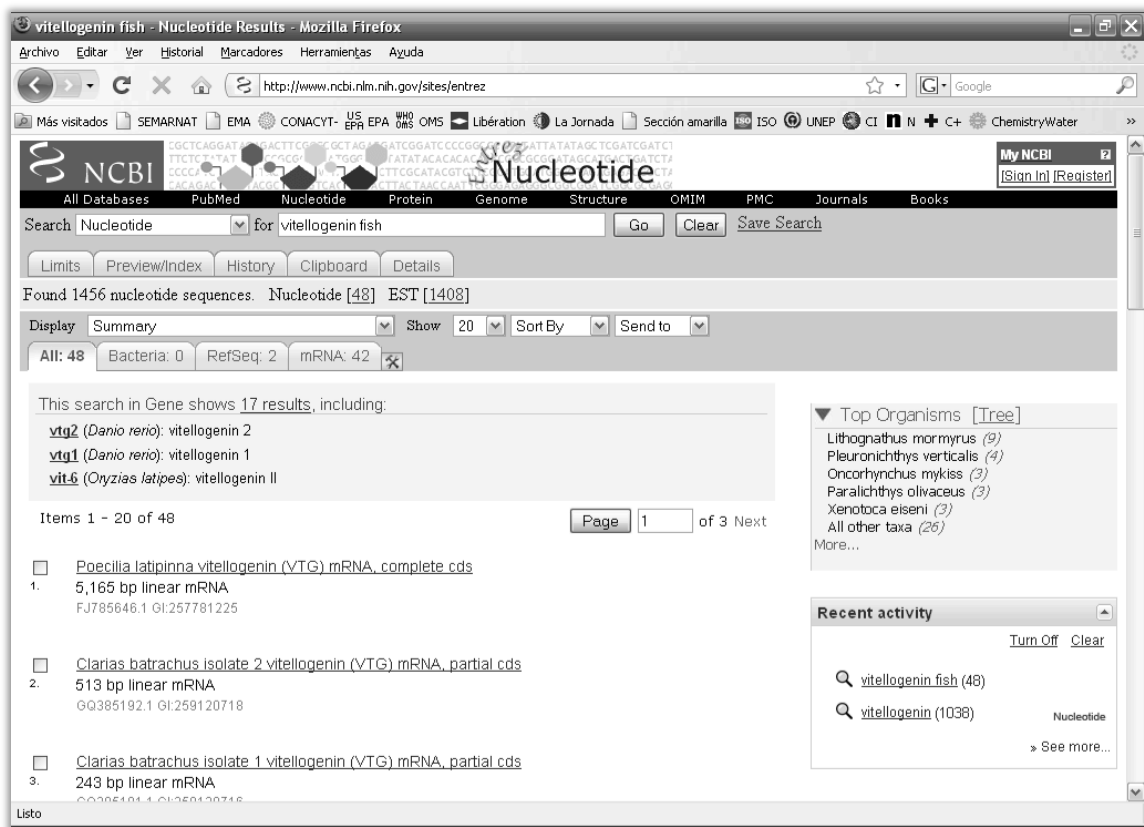 vitellogenin fish - Nucleotide Results - Mozilla Firefox
Archivo Editar Ver Historial Marcadores Herramientas Ayuda
http://www.ncbi.nlm.nih.gov/sites/entrez
G Google
Más visitados SEMARNAT EMA CONACYT- US EPA EPA WHO OMS OMS Libération La Jornada Sección amarilla ISO ISO UNEP CI n N C+ ChemistryWater »
NCBI entrez Nucleotide
My NCBI ?
[Sign In] [Register]
All Databases PubMed Nucleotide Protein Genome Structure OMIM PMC Journals Books
Search Nucleotide for vitellogenin fish Go Clear Save Search
Limits Preview/Index History Clipboard Details
Found 1456 nucleotide sequences. Nucleotide [48] EST [1408]
Display Summary Show 20 Sort By Send to
All: 48 Bacteria: 0 RefSeq: 2 mRNA: 42
This search in Gene shows 17 results, including:
vtg2 (Danio rerio): vitellogenin 2
vtg1 (Danio rerio): vitellogenin 1
vit-6 (Oryzias latipes): vitellogenin II
Items 1 - 20 of 48
Page 1 of 3 Next
1. Poecilia latipinna vitellogenin (VTG) mRNA, complete cds
5,165 bp linear mRNA
FJ785646.1 GI:257781225
2. Clarias batrachus isolate 2 vitellogenin (VTG) mRNA, partial cds
513 bp linear mRNA
GQ385192.1 GI:259120718
3. Clarias batrachus isolate 1 vitellogenin (VTG) mRNA, partial cds
243 bp linear mRNA
Top Organisms [Tree]
Lithognathus mormyrus (9)
Pleuronichthys verticalis (4)
Oncorhynchus mykiss (3)
Paralichthys olivaceus (3)
Xenotoca eiseni (3)
All other taxa (26)
More...
Recent activity
Turn Off Clear
vitellogenin fish (48)
vitellogenin (1038)
Nucleotide
» See more...
Listo